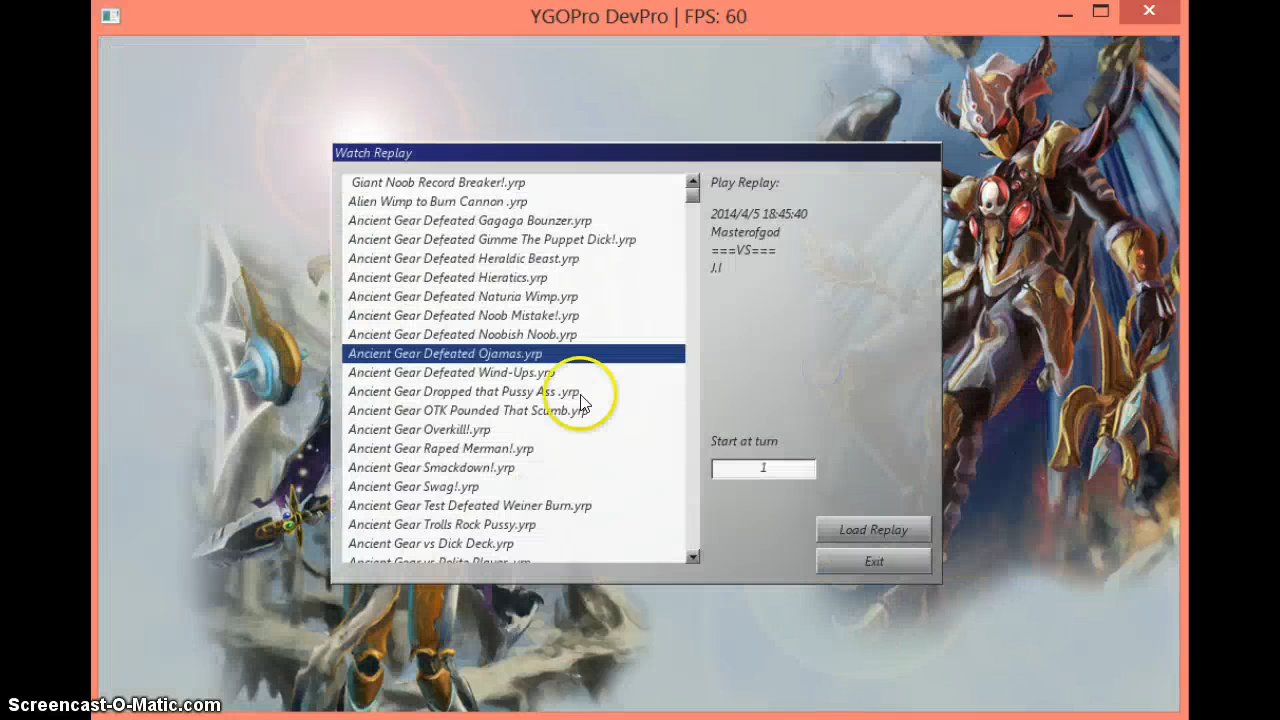 YGOPro DevPro | FPS: 60
Watch Replay
Giant Noob Record Breaker!.yrp
Alien Wimp to Burn Cannon .yrp
Ancient Gear Defeated Gagaga Bounzer.yrp
Ancient Gear Defeated Gimme The Puppet Dick!.yrp
Ancient Gear Defeated Heraldic Beast.yrp
Ancient Gear Defeated Hieratics.yrp
Ancient Gear Defeated Naturia Wimp.yrp
Ancient Gear Defeated Noob Mistake!.yrp
Ancient Gear Defeated Noobish Noob.yrp
Ancient Gear Defeated Ojamas.yrp
Ancient Gear Defeated Wind-Ups.yrp
Ancient Gear Dropped that Pussy Ass .yrp
Ancient Gear OTK Pounded That Scumb.yrp
Ancient Gear Overkill!.yrp
Ancient Gear Raped Merman!.yrp
Ancient Gear Smackdown!.yrp
Ancient Gear Swag!.yrp
Ancient Gear Test Defeated Weiner Burn.yrp
Ancient Gear Trolls Rock Pussy.yrp
Ancient Gear vs Dick Deck.yrp
Ancient Gear vs Polite Player .yrp
Play Replay:
2014/4/5 18:45:40
Masterofgod
===VS===
J.I
Start at turn
1
Load Replay
Exit
Screencast-O-Matic.com